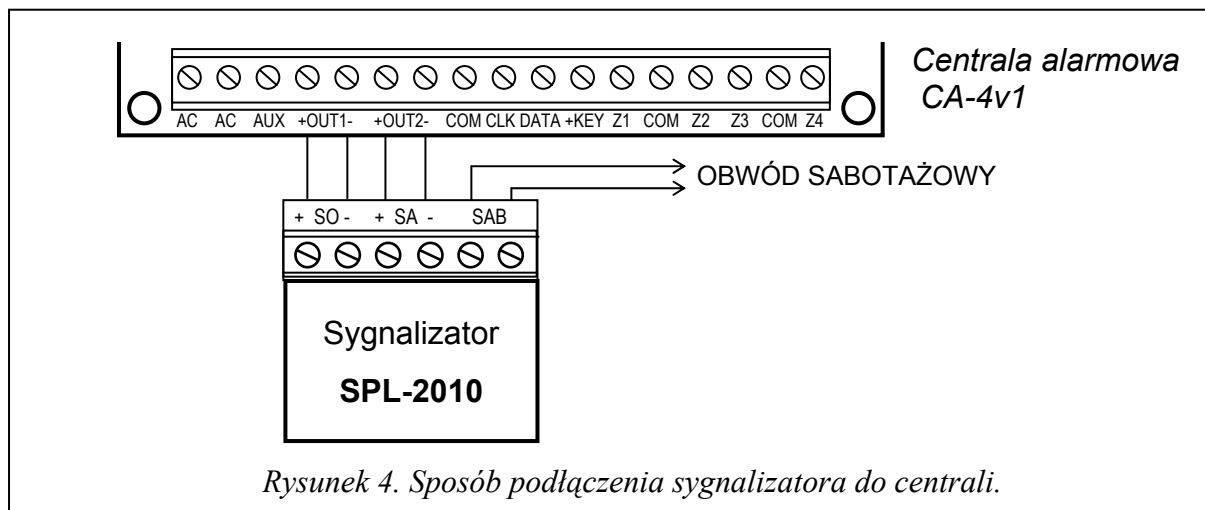 Centrala alarmowa
CA-4v1
AC AC AUX +OUT1- +OUT2- COM CLK DATA +KEY Z1 COM Z2 Z3 COM Z4
OBWÓD SABOTAŻOWY
+ SO - + SA - SAB
Sygnalizator
SPL-2010
Rysunek 4. Sposób podłączenia sygnalizatora do centrali.